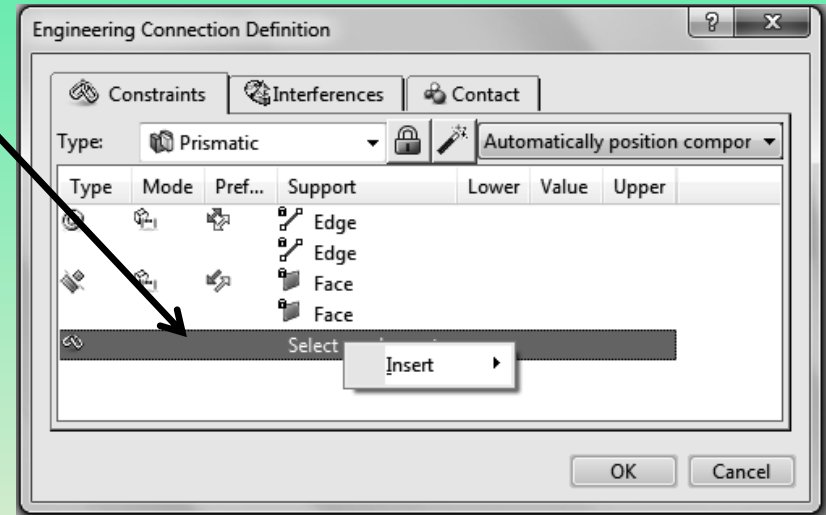 Engineering Connection Definition
Constraints Interferences Contact
Type: Prismatic Automatically position compor
Type Mode Pref... Support Lower Value Upper
Edge
Edge
Face
Face
Select
Insert
OK Cancel